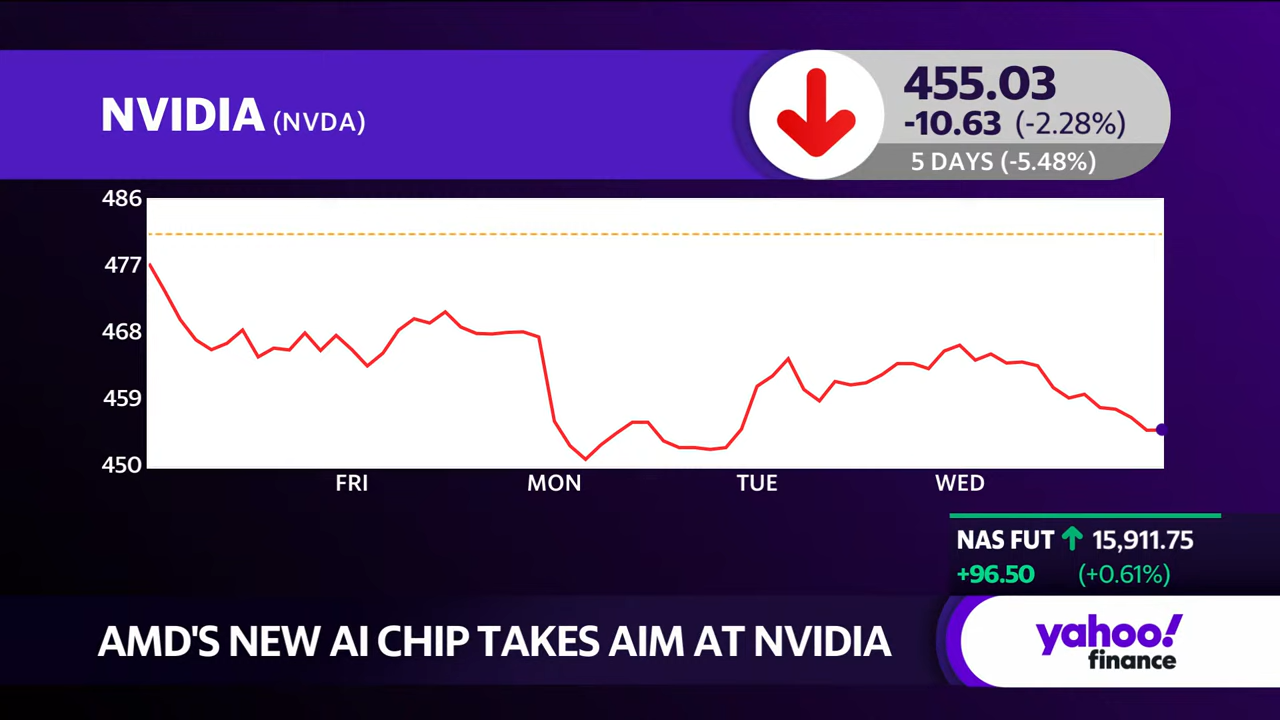 NVIDIA (NVDA)
455.03
-10.63 (-2.28%)
5 DAYS (-5.48%)
486
477
468
459
450
FRI MON TUE WED
NAS FUT 15,911.75
+96.50 (+0.61%)
AMD'S NEW AI CHIP TAKES AIM AT NVIDIA
yahoo!
finance